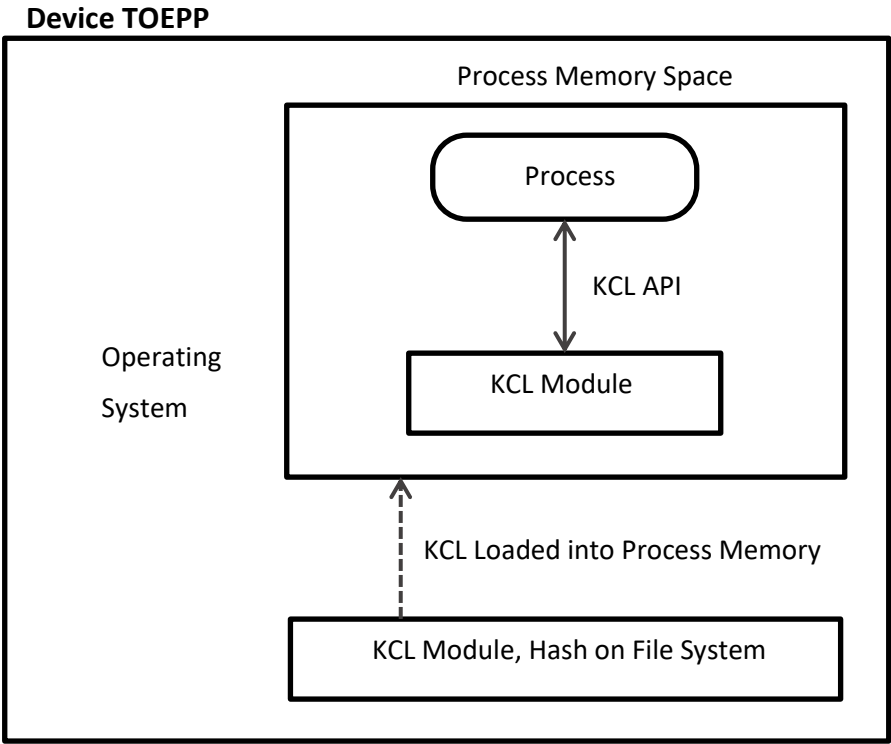 Device TOEPP
Process Memory Space
Process
KCL API
Operating
System
KCL Module
KCL Loaded into Process Memory
KCL Module, Hash on File System